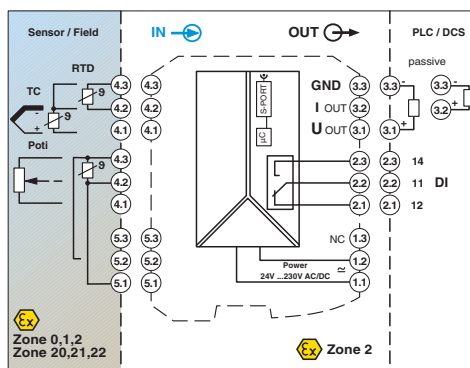 Sensor / Field
IN
OUT
PLC / DCS
RTD
TC
ϑ
-
+
ϑ
4.3
4.2
4.1
4.3
4.2
4.1
Poti
ϑ
4.3
4.2
4.1
5.3
5.2
5.1
5.3
5.2
5.1
S-PORT
µC
GND
I OUT
U OUT
3.3
3.2
3.1
3.3
-
+
3.1
passive
3.3
-
3.2
+
2.3
2.2
2.1
2.3
2.2
2.1
14
11
12
DI
NC
1.3
1.2
1.1
Power
24V ...230V AC/DC
≃
Ex
Zone 0,1,2
Zone 20,21,22
Ex
Zone 2